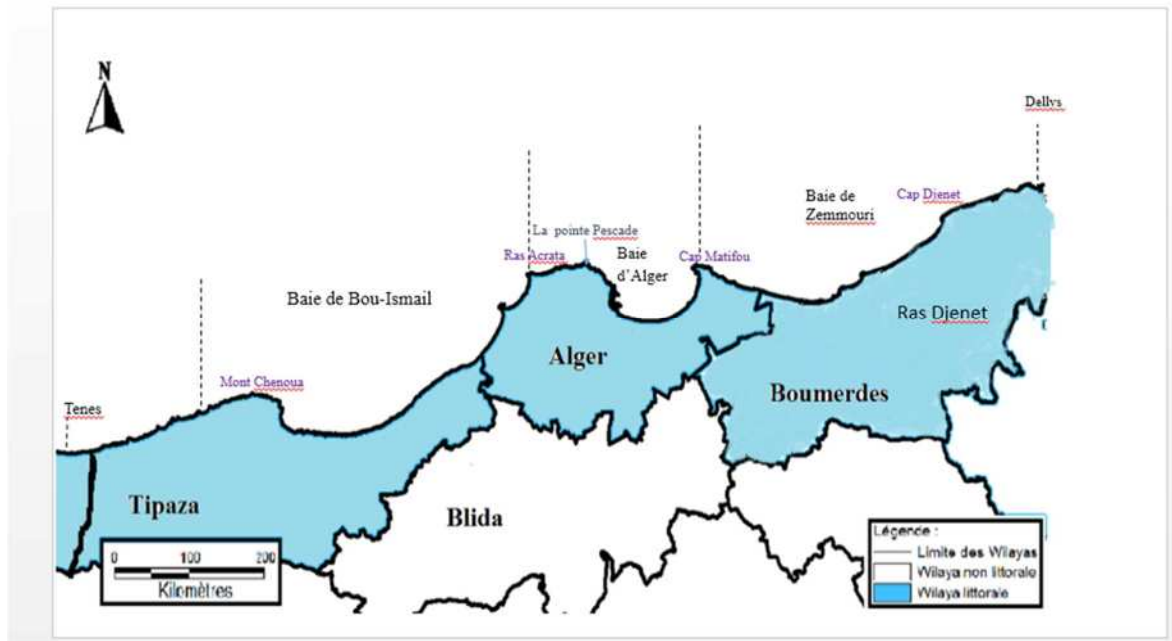 N
Dellys
Baie de
Zemmouri
Cap Djenet
La pointe Pescade
Ras Acrata
Baie
d'Alger
Cap Matifou
Baie de Bou-Ismail
Ras Djenet
Alger
Mont Chenoua
Boumerdes
Tenes
Tipaza
Blida
0 100 200
Kilomètres
Légende :
Limite des Wilayas
Wilaya non littorale
Wilaya littorale